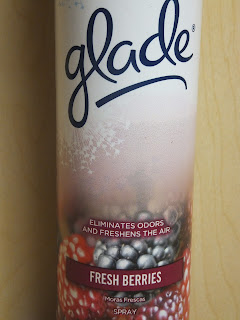 glade®
ELIMINATES ODORS
AND FRESHENS THE AIR
FRESH BERRIES
Moras Frescas
SPRAY